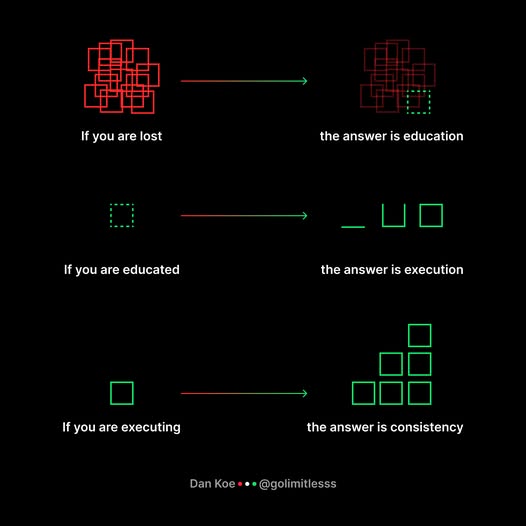 If you are lost
the answer is education
If you are educated
the answer is execution
If you are executing
the answer is consistency
Dan Koe ••• @golimitlesss